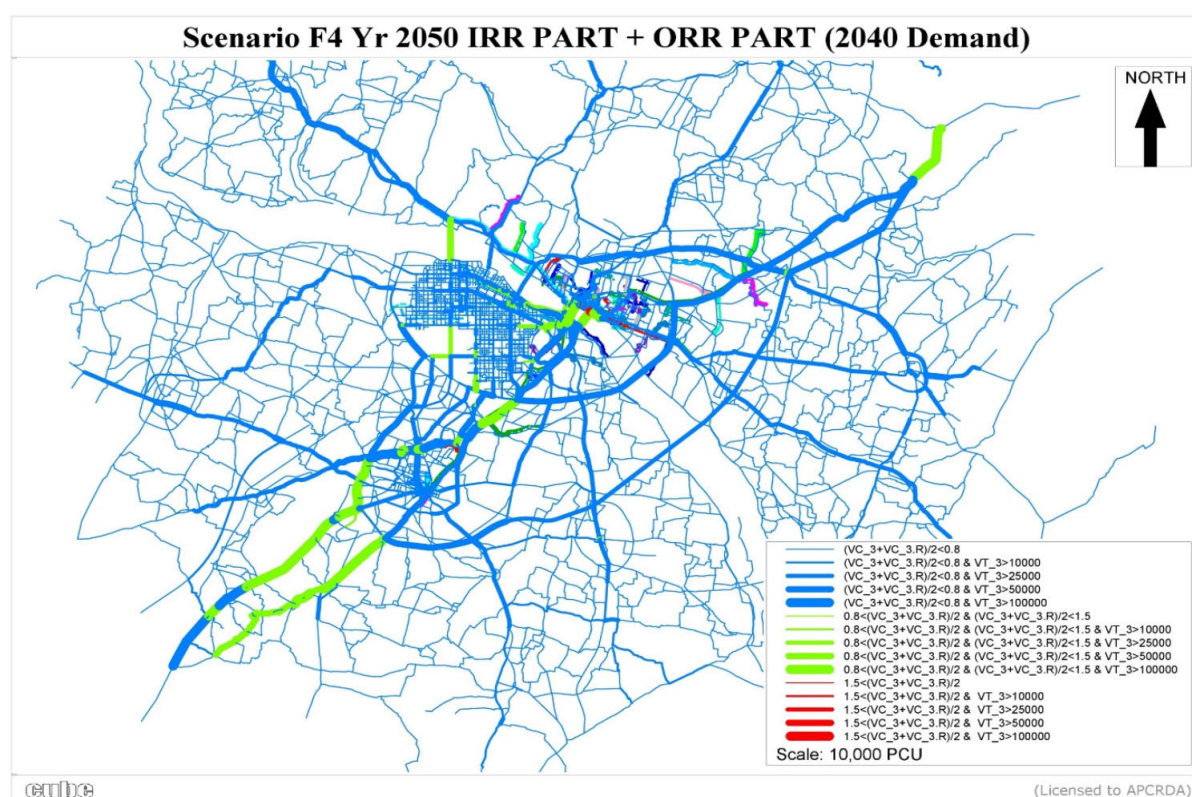 Scenario F4 Yr 2050 IRR PART + ORR PART (2040 Demand)
NORTH
(VC_3+VC_3.R)/2<0.8
(VC_3+VC_3.R)/2<0.8 & VT_3>10000
(VC_3+VC_3.R)/2<0.8 & VT_3>25000
(VC_3+VC_3.R)/2<0.8 & VT_3>50000
(VC_3+VC_3.R)/2<0.8 & VT_3>100000
0.8<(VC_3+VC_3.R)/2 & (VC_3+VC_3.R)/2<1.5
0.8<(VC_3+VC_3.R)/2 & (VC_3+VC_3.R)/2<1.5 & VT_3>10000
0.8<(VC_3+VC_3.R)/2 & (VC_3+VC_3.R)/2<1.5 & VT_3>25000
0.8<(VC_3+VC_3.R)/2 & (VC_3+VC_3.R)/2<1.5 & VT_3>50000
0.8<(VC_3+VC_3.R)/2 & (VC_3+VC_3.R)/2<1.5 & VT_3>100000
1.5<(VC_3+VC_3.R)/2
1.5<(VC_3+VC_3.R)/2 & VT_3>10000
1.5<(VC_3+VC_3.R)/2 & VT_3>25000
1.5<(VC_3+VC_3.R)/2 & VT_3>50000
1.5<(VC_3+VC_3.R)/2 & VT_3>100000
Scale: 10,000 PCU
cube
(Licensed to APCRDA)